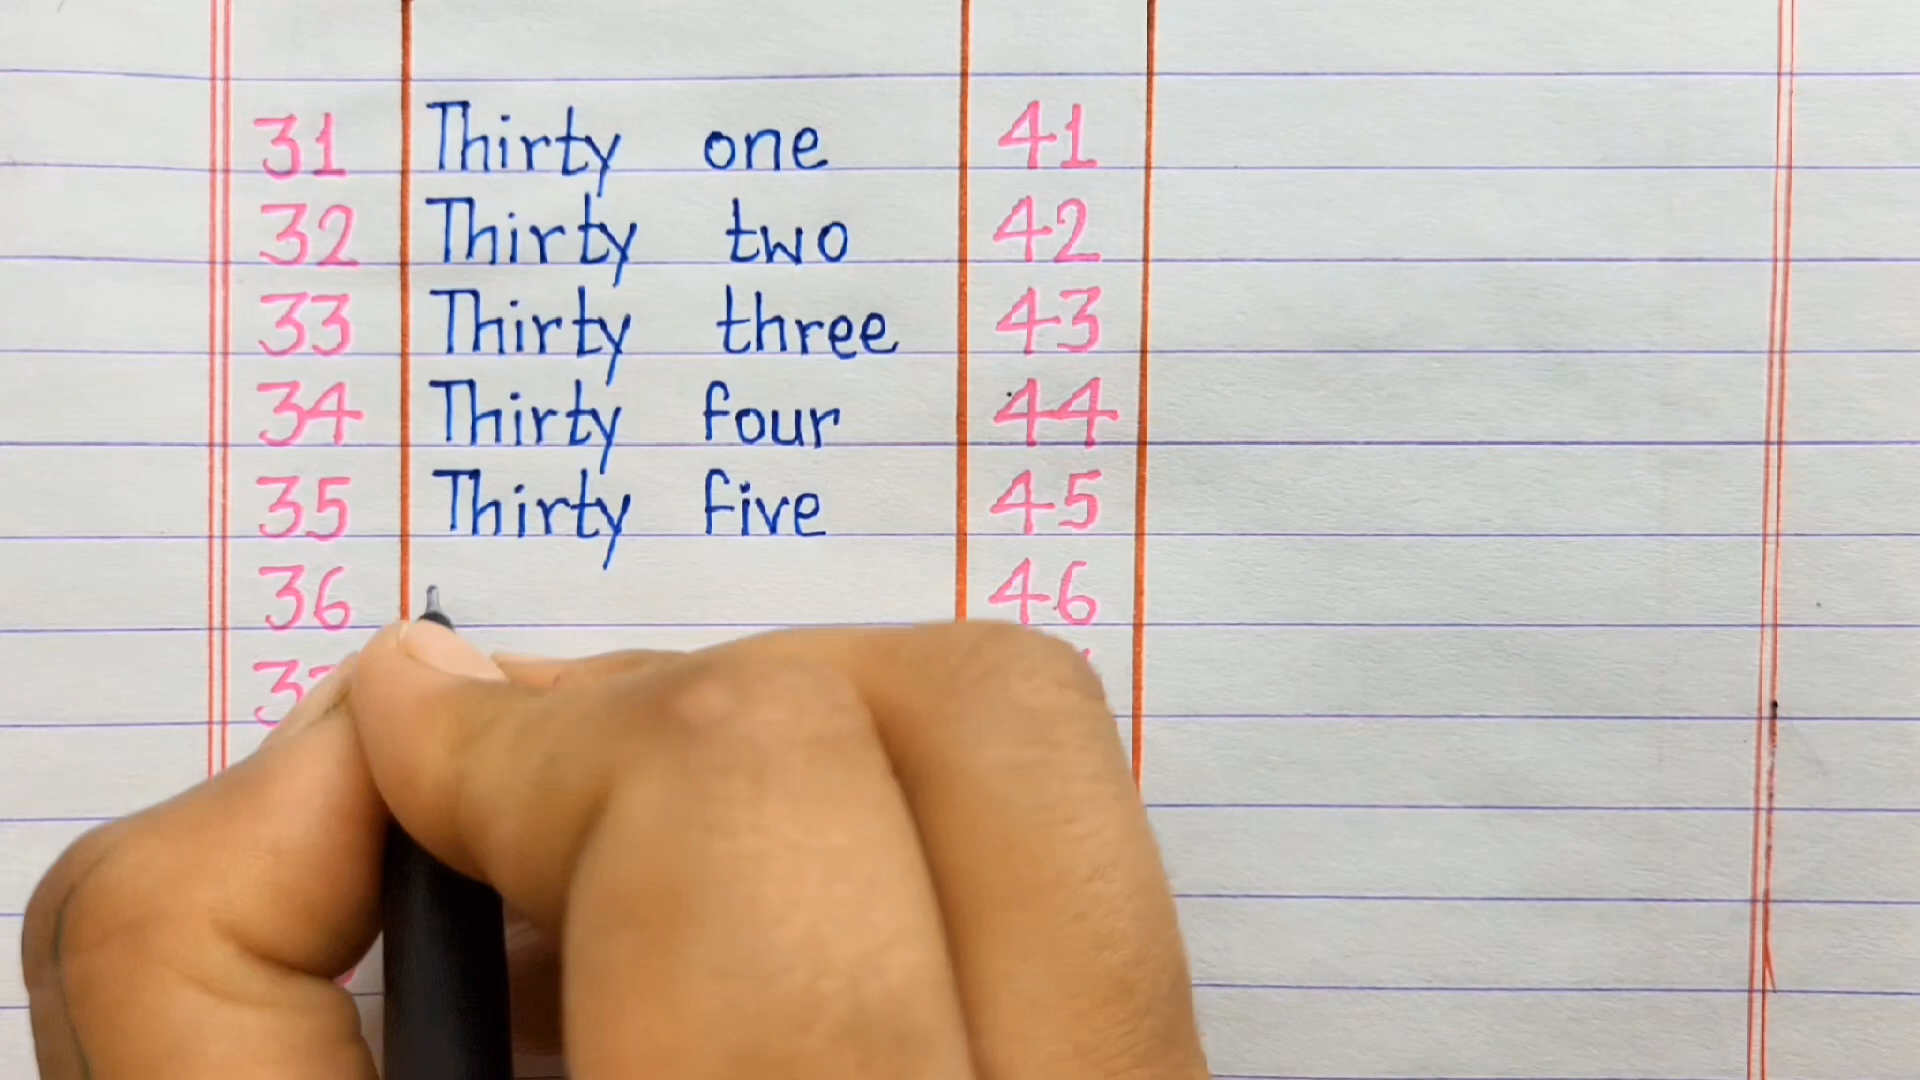 31 Thirty one 41
32 Thirty two 42
33 Thirty three 43
34 Thirty four 44
35 Thirty five 45
36 46